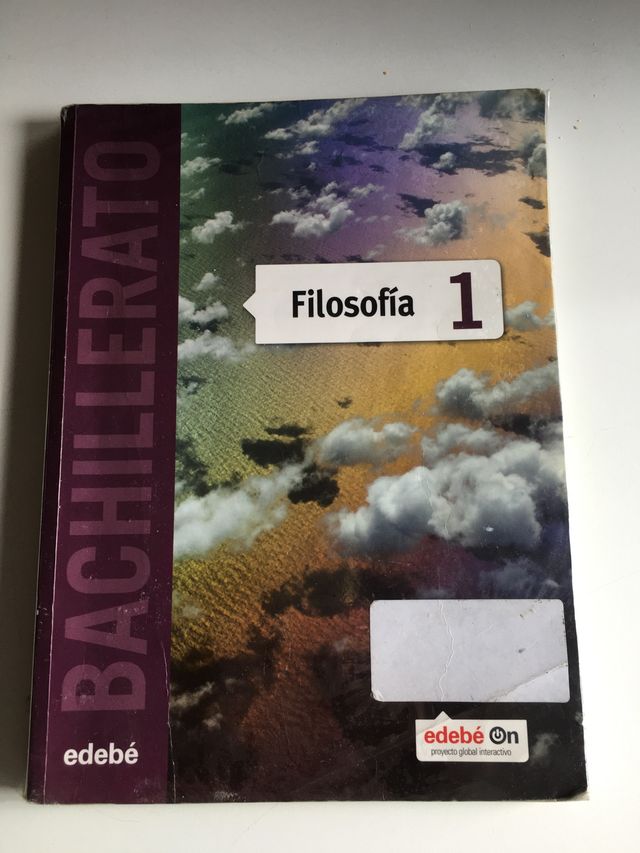 BACHILLERATO
Filosofía 1
edebé On
proyecto global interactivo
edebé